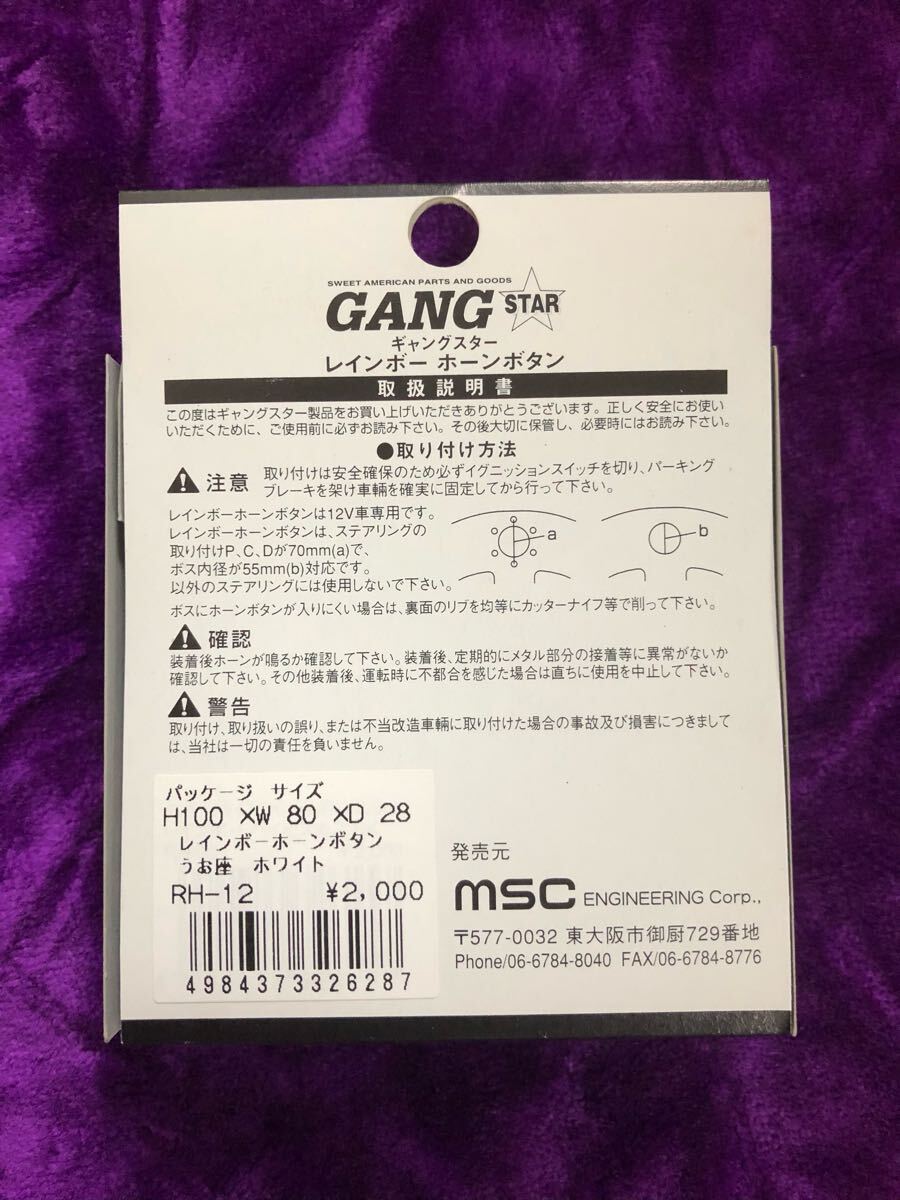 SWEET AMERICAN PARTS AND GOODS
GANG STAR
ギャングスター
レインボー ホーンボタン
取扱説明書
この度はギャングスター製品をお買い上げいただきありがとうございます。正しく安全にお使い
いただくために、ご使用前に必ずお読み下さい。その後大切に保管し、必要時にはお読み下さい。
●取り付け方法
注意 取り付けは安全確保のため必ずイグニッションスイッチを切り、パーキング
ブレーキを架け車輌を確実に固定してから行って下さい。
レインボーホーンボタンは12V車専用です。
レインボーホーンボタンは、ステアリングの
取り付けP、C、Dが70mm(a)で、
ボス内径が55mm(b)対応です。
以外のステアリングには使用しないで下さい。
a
b
ボスにホーンボタンが入りにくい場合は、裏面のリブを均等にカッターナイフ等で削って下さい。
確認
装着後ホーンが鳴るか確認して下さい。装着後、定期的にメタル部分の接着等に異常がないか
確認して下さい。その他装着後、運転時に不都合を感じた場合は直ちに使用を中止して下さい。
警告
取り付け、取り扱いの誤り、または不当改造車輌に取り付けた場合の事故及び損害につきまして
は、当社は一切の責任を負いません。
パッケージ サイズ
H100 ×W 80 ×D 28
レインボーホーンボタン
うお座 ホワイト
RH-12 ¥2,000
4984373326287
発売元
msc ENGINEERING Corp.,
〒577-0032 東大阪市御厨729番地
Phone/06-6784-8040 FAX/06-6784-8776